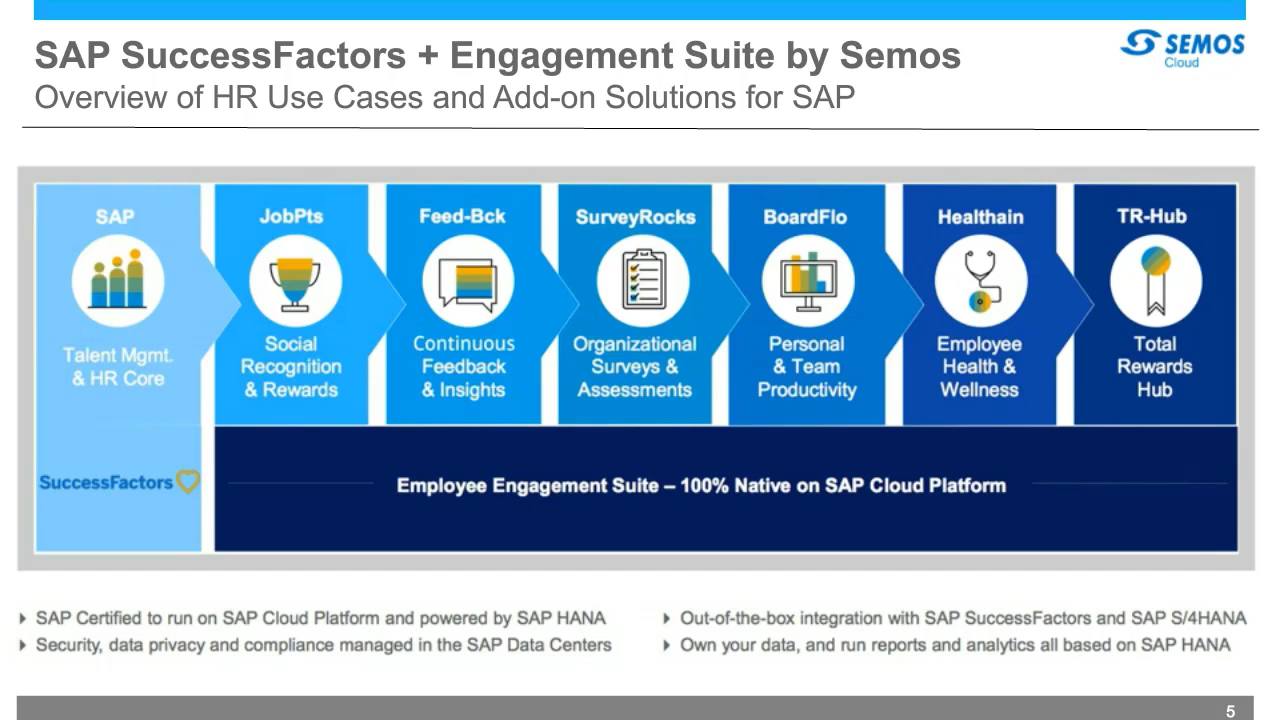 SAP SuccessFactors + Engagement Suite by Semos
Overview of HR Use Cases and Add-on Solutions for SAP
SEMOS
Cloud
SAP
Talent Mgmt.
& HR Core
SuccessFactors
JobPts
Social
Recognition
& Rewards
Feed-Bck
Continuous
Feedback
& Insights
SurveyRocks
Organizational
Surveys &
Assessments
BoardFlo
Personal
& Team
Productivity
Healthain
Employee
Health &
Wellness
TR-Hub
Total
Rewards
Hub
Employee Engagement Suite – 100% Native on SAP Cloud Platform
SAP Certified to run on SAP Cloud Platform and powered by SAP HANA
Security, data privacy and compliance managed in the SAP Data Centers
Out-of-the-box integration with SAP SuccessFactors and SAP S/4HANA
Own your data, and run reports and analytics all based on SAP HANA
5